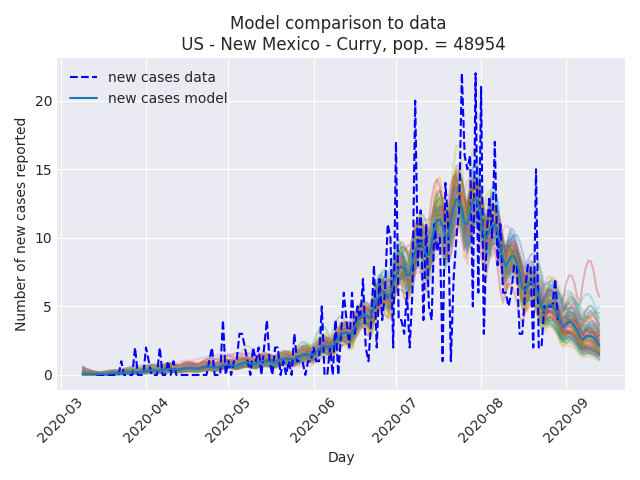 Model comparison to data
US - New Mexico - Curry, pop. = 48954
new cases data
new cases model
Number of new cases reported
20
15
10
5
0
2020-03
2020-04
2020-05
2020-06
2020-07
2020-08
2020-09
Day